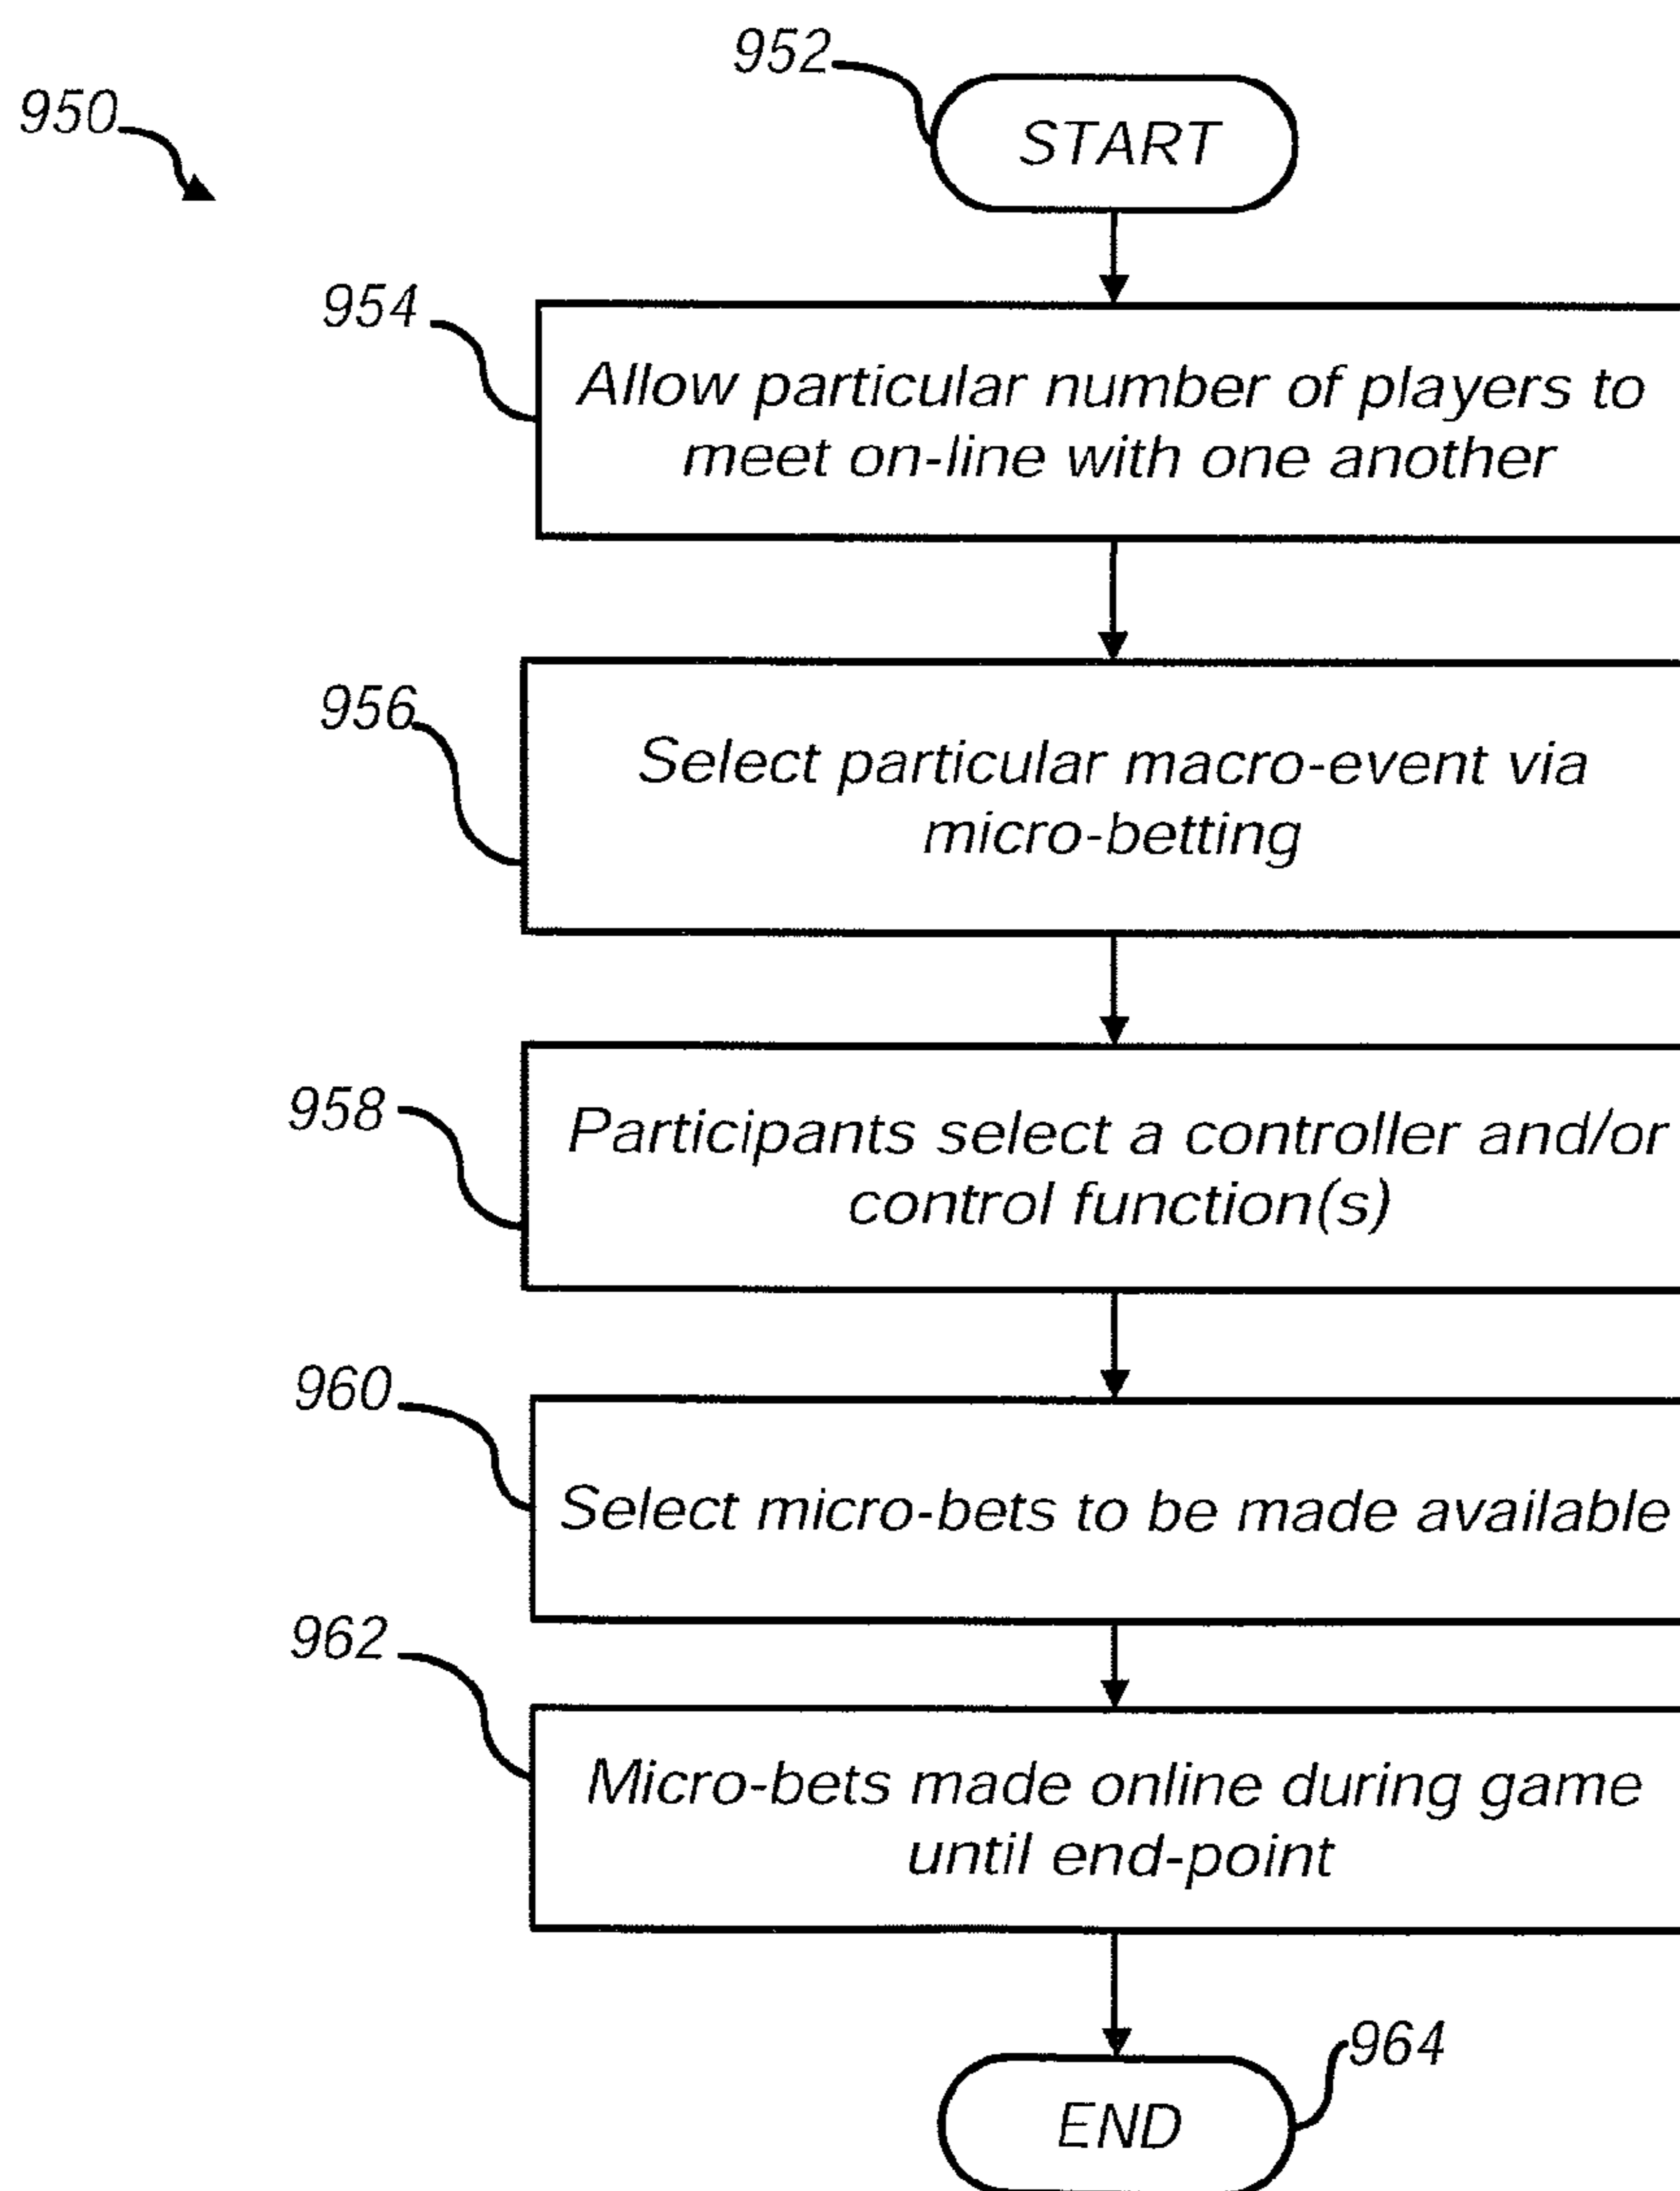 952
950
START
954
Allow particular number of players to
meet on-line with one another
956
Select particular macro-event via
micro-betting
958
Participants select a controller and/or
control function(s)
960
Select micro-bets to be made available
962
Micro-bets made online during game
until end-point
964
END